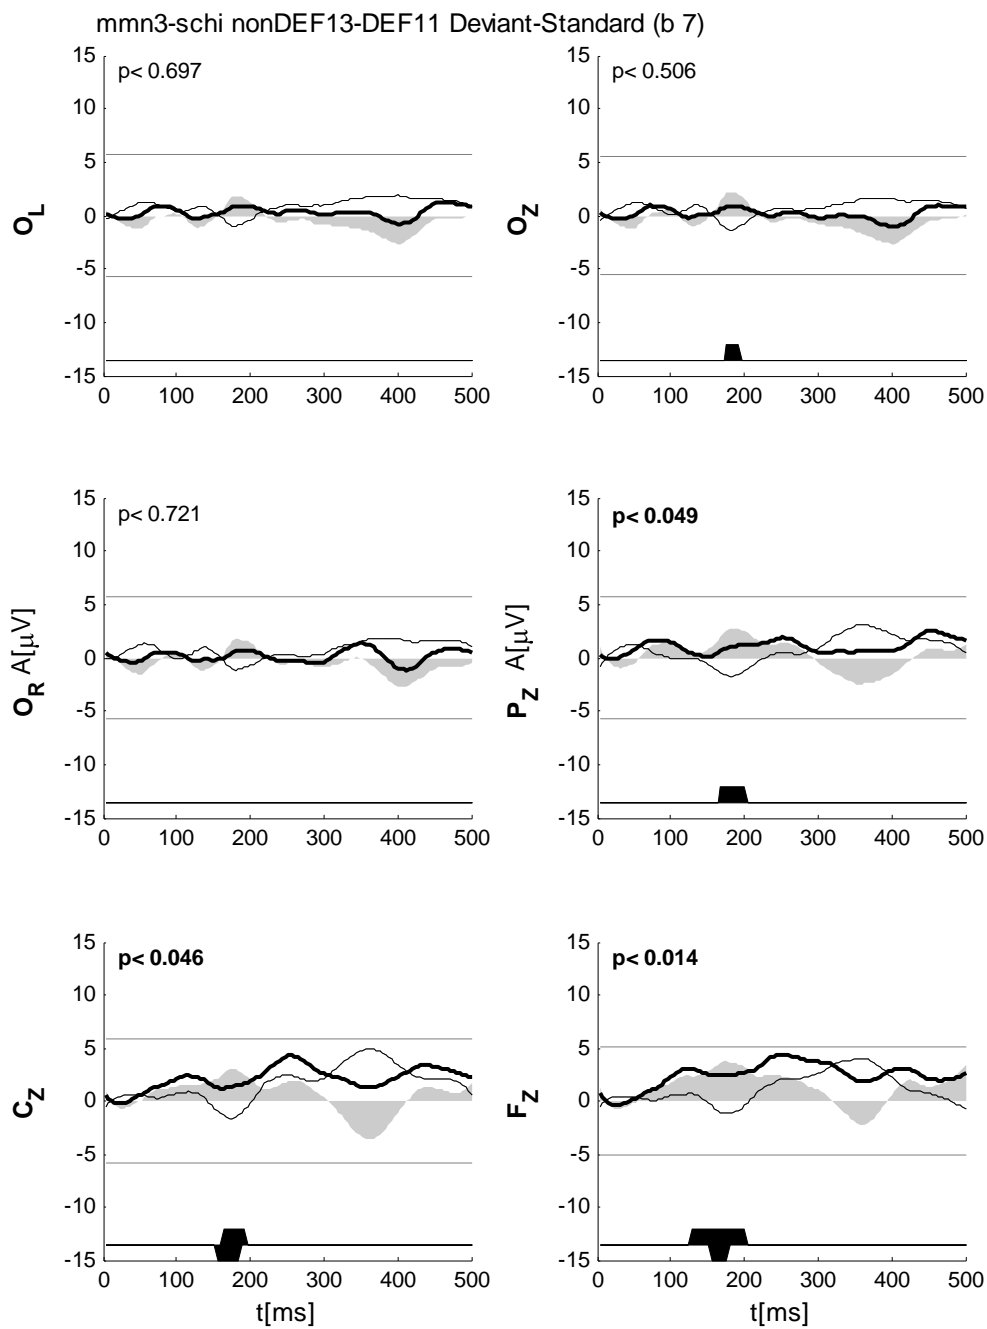 mmn3-schi nonDEF13-DEF11 Deviant-Standard (b 7)
15
10
5
0
-5
-10
-15
p< 0.697
O_L
0 100 200 300 400 500
15
10
5
0
-5
-10
-15
p< 0.506
O_Z
0 100 200 300 400 500
15
10
5
0
-5
-10
-15
p< 0.721
O_R A[μV]
0 100 200 300 400 500
15
10
5
0
-5
-10
-15
p< 0.049
P_Z A[μV]
0 100 200 300 400 500
15
10
5
0
-5
-10
-15
p< 0.046
C_Z
0 100 200 300 400 500
t[ms]
15
10
5
0
-5
-10
-15
p< 0.014
F_Z
0 100 200 300 400 500
t[ms]